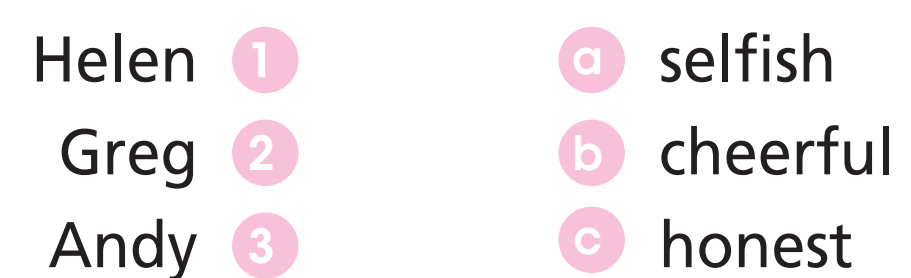 Helen 1 a selfish
Greg 2 b cheerful
Andy 3 c honest